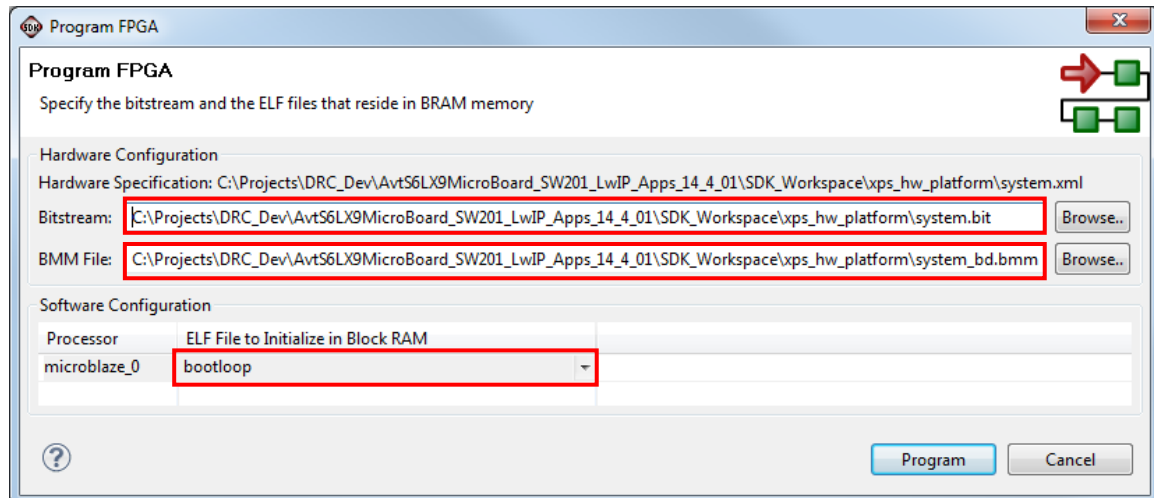 SDK Program FPGA
Program FPGA
Specify the bitstream and the ELF files that reside in BRAM memory
Hardware Configuration
Hardware Specification: C:\Projects\DRC_Dev\AvtS6LX9MicroBoard_SW201_LwIP_Apps_14_4_01\SDK_Workspace\xps_hw_platform\system.xml
Bitstream: C:\Projects\DRC_Dev\AvtS6LX9MicroBoard_SW201_LwIP_Apps_14_4_01\SDK_Workspace\xps_hw_platform\system.bit Browse..
BMM File: C:\Projects\DRC_Dev\AvtS6LX9MicroBoard_SW201_LwIP_Apps_14_4_01\SDK_Workspace\xps_hw_platform\system_bd.bmm Browse..
Software Configuration
Processor ELF File to Initialize in Block RAM
microblaze_0 bootloop
? Program Cancel